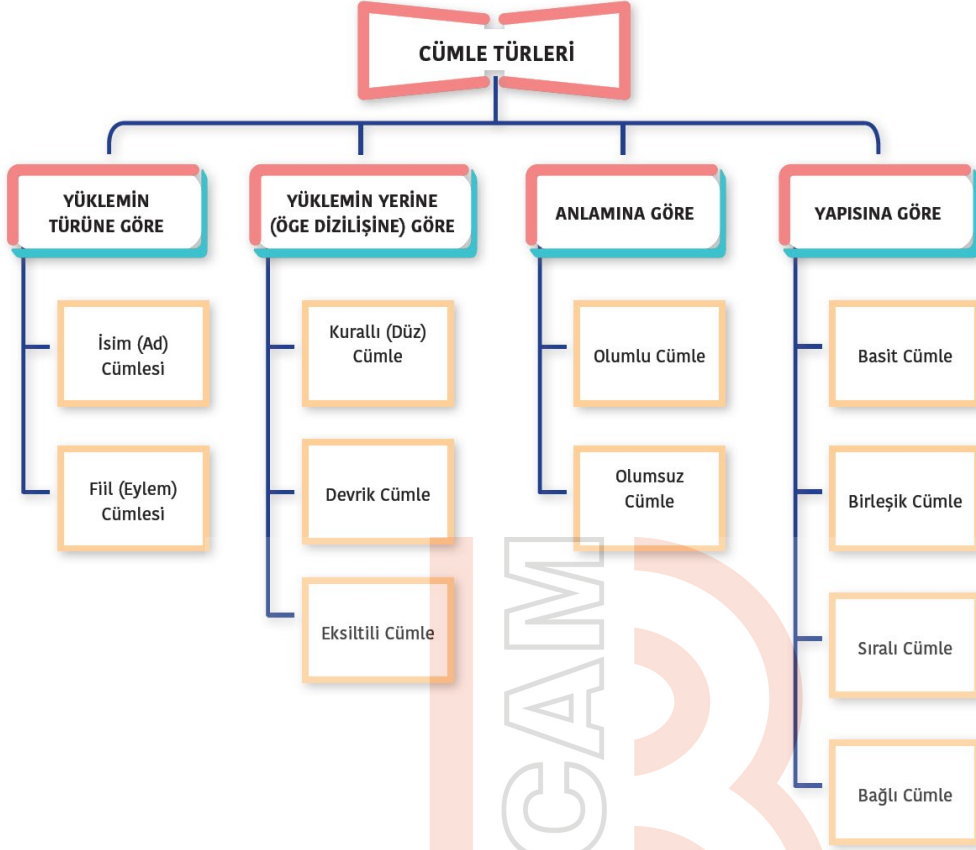 CÜMLE TÜRLERİ
YÜKLEMİN
TÜRÜNE GÖRE
İsim (Ad)
Cümlesi
Fiil (Eylem)
Cümlesi
YÜKLEMİN YERİNE
(ÖGE DİZİLİŞİNE) GÖRE
Kurallı (Düz)
Cümle
Devrik Cümle
Eksiltili Cümle
ANLAMINA GÖRE
Olumlu Cümle
Olumsuz
Cümle
YAPISINA GÖRE
Basit Cümle
Birleşik Cümle
Sıralı Cümle
Bağlı Cümle
CAM